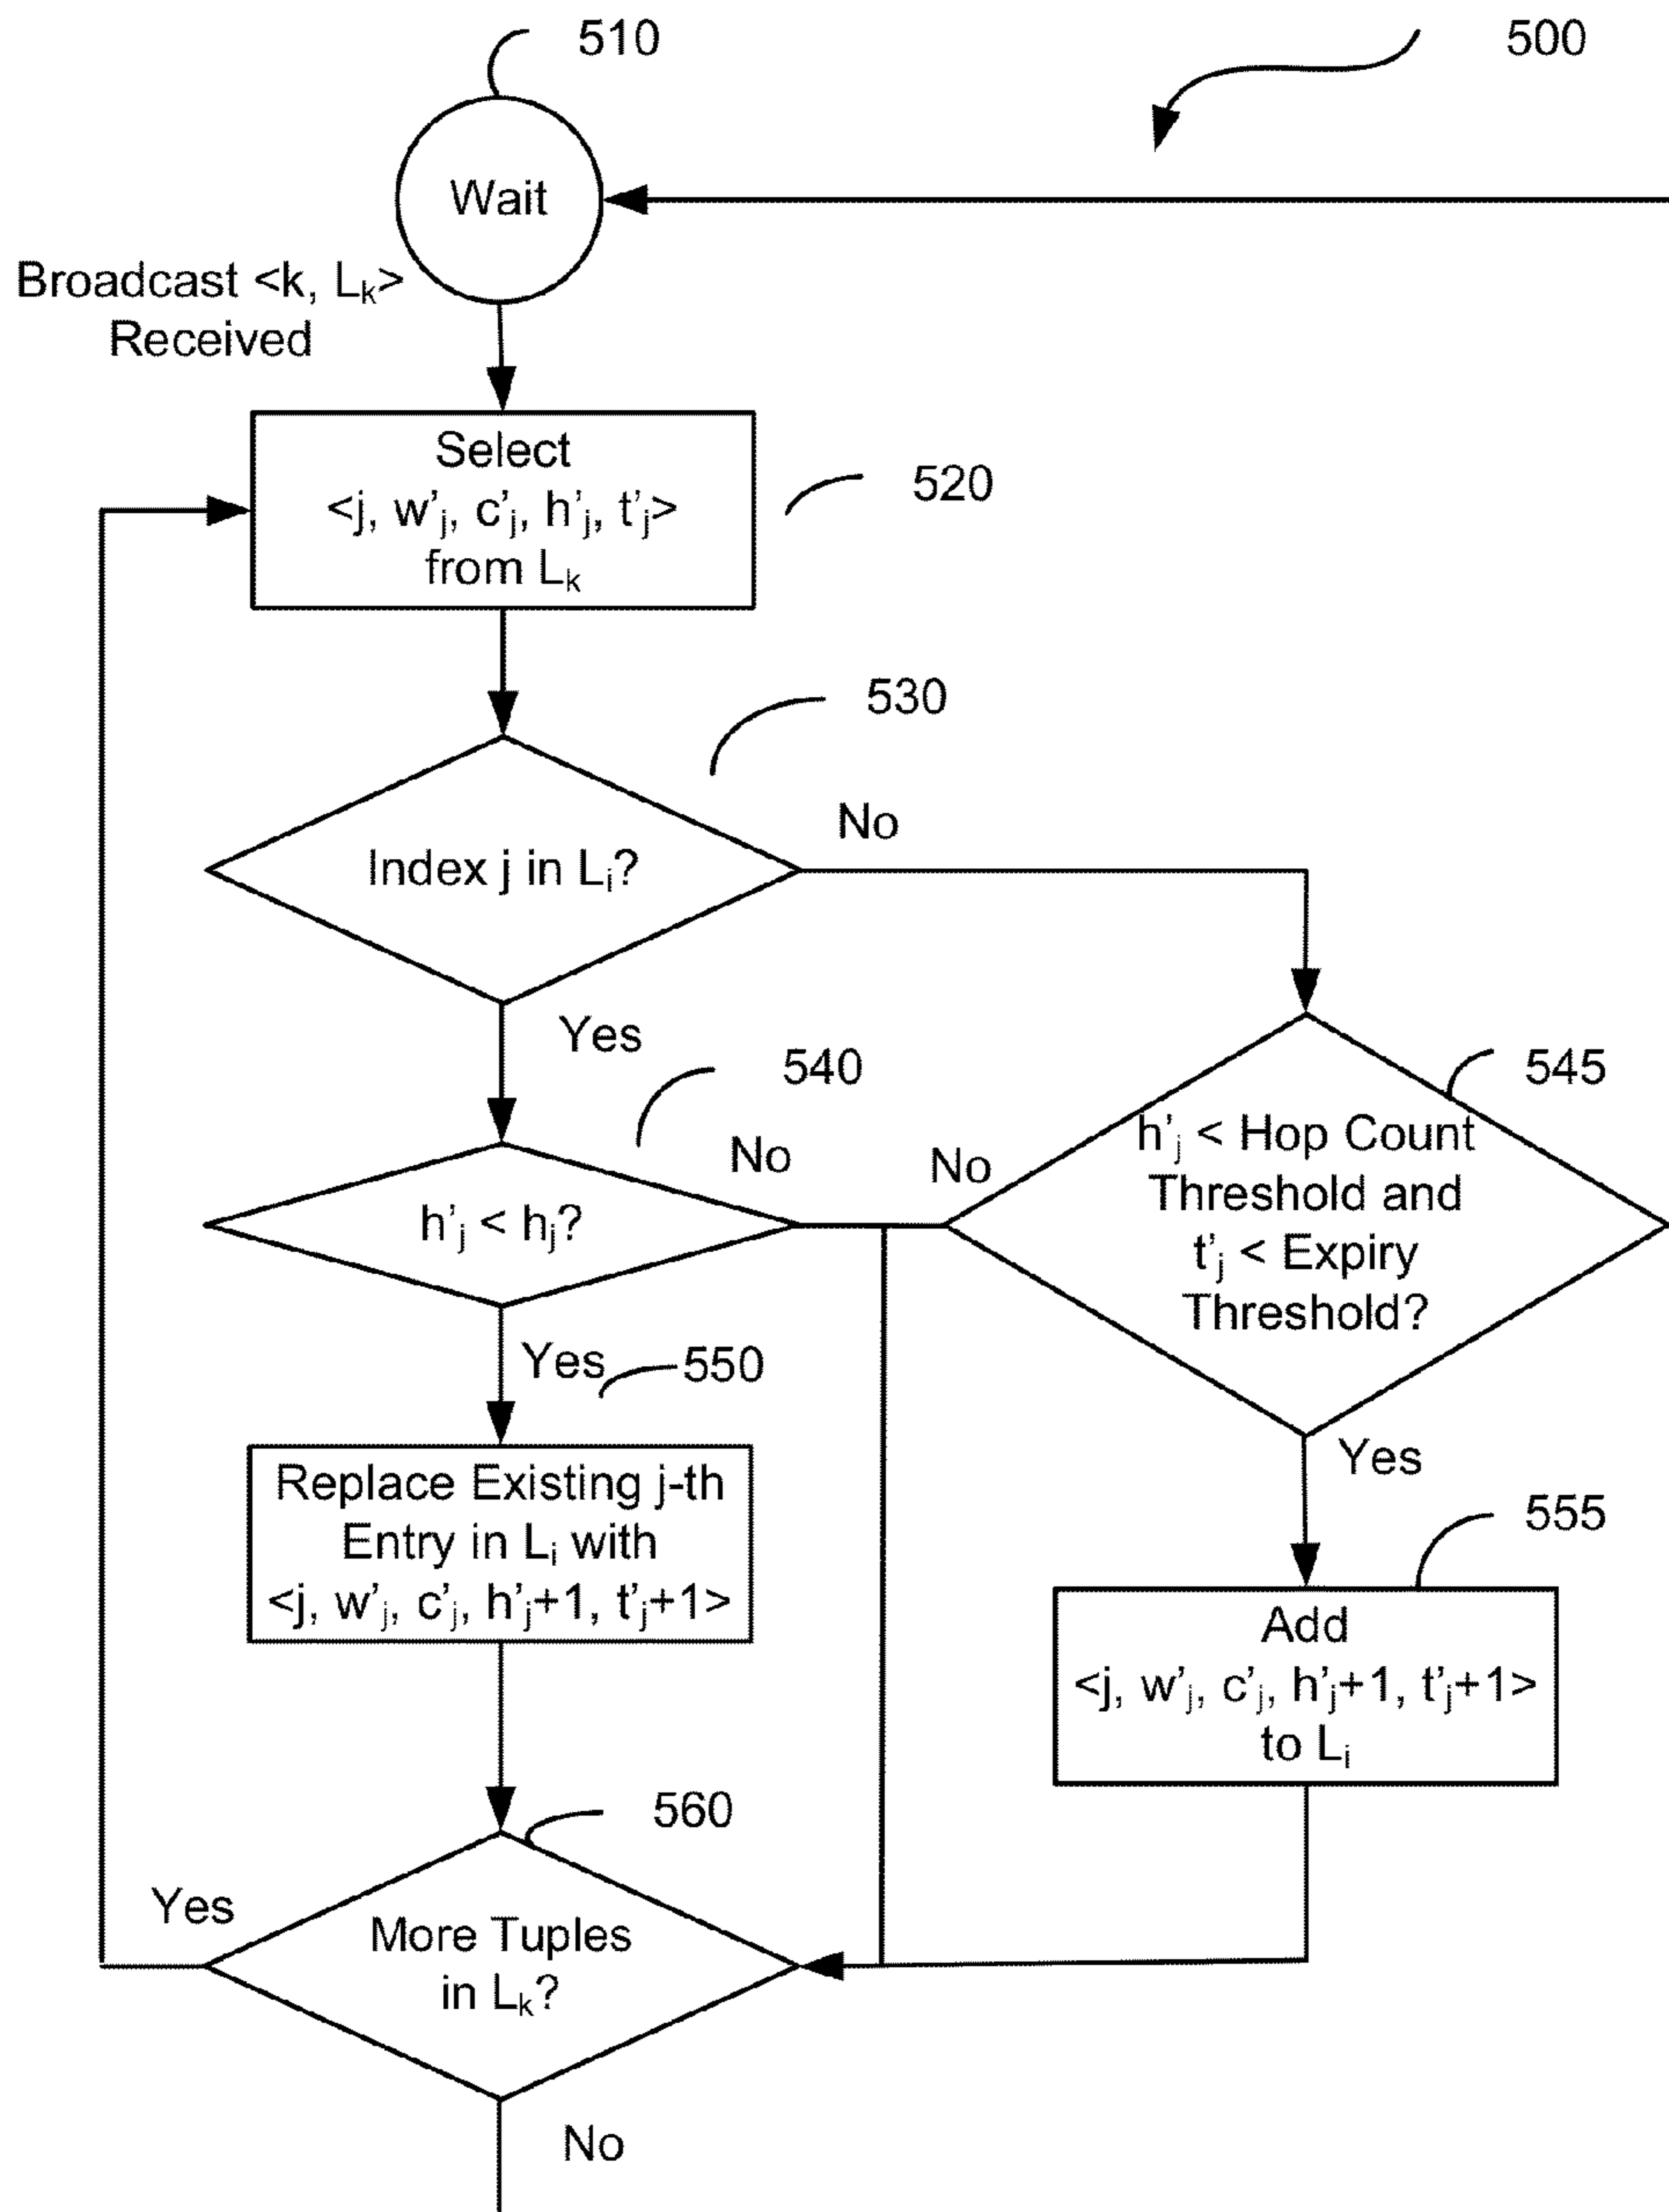 510
500
Wait
Broadcast <k, Lk>
Received
Select
<j, w'j, c'j, h'j, t'j>
from Lk
520
530
No
Index j in Li?
Yes
540
545
No
No
h'j < hj?
h'j < Hop Count
Threshold and
t'j < Expiry
Threshold?
Yes
550
Yes
Replace Existing j-th
Entry in Li with
<j, w'j, c'j, h'j+1, t'j+1>
555
Add
<j, w'j, c'j, h'j+1, t'j+1>
to Li
560
Yes
More Tuples
in Lk?
No